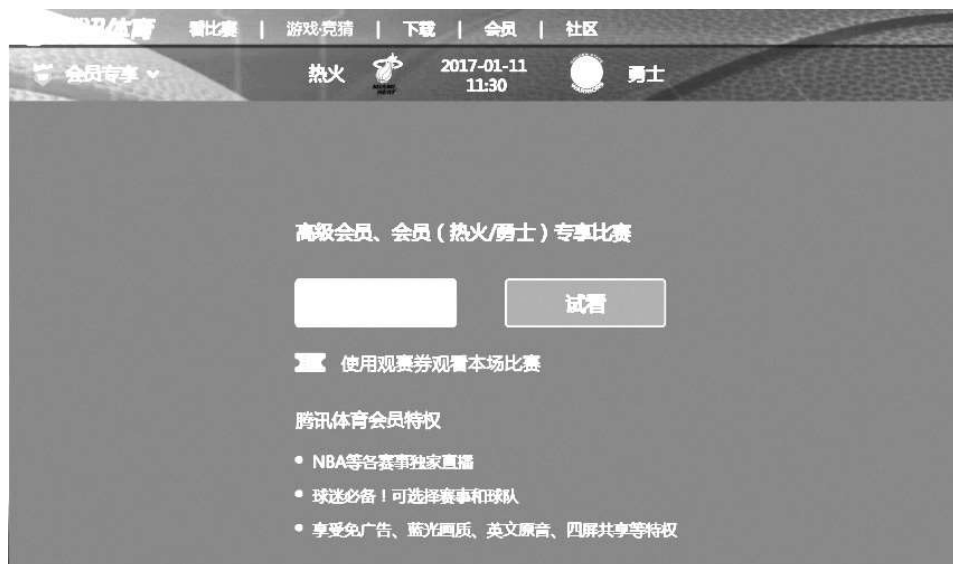 体育 看比赛 | 游戏·竞猜 | 下载 | 会员 | 社区
会员专享 热火 2017-01-11 11:30 勇士
高级会员、会员(热火/勇士)专享比赛
试看
使用观赛券观看本场比赛
腾讯体育会员特权
• NBA等各赛事独家直播
• 球迷必备!可选择赛事和球队
• 享受免广告、蓝光画质、英文原音、四屏共享等特权